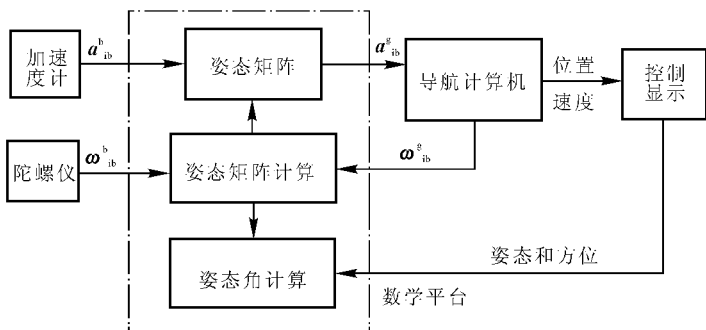 加速
度计
a^b_ib
姿态矩阵
a^g_ib
导航计算机
位置
速度
控制
显示
陀螺仪
ω^b_ib
姿态矩阵计算
ω^g_ib
姿态角计算
姿态和方位
数学平台